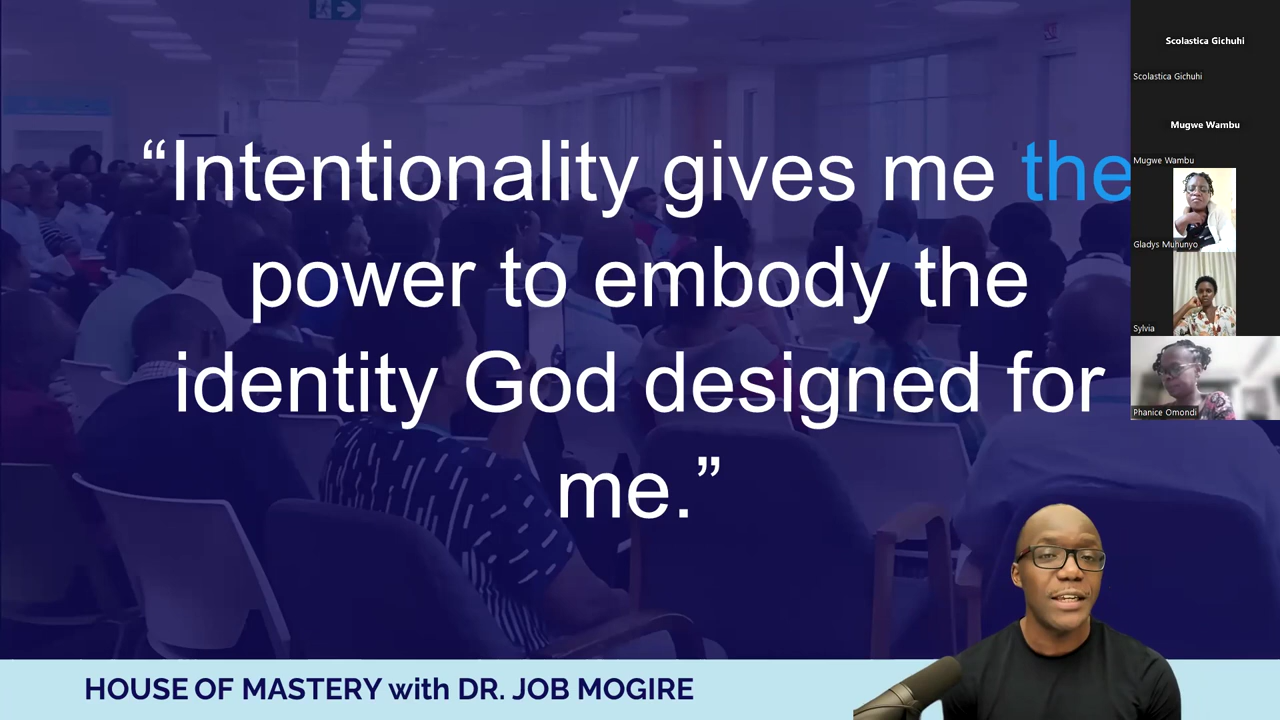 “Intentionality gives me the
power to embody the
identity God designed for
me.”
HOUSE OF MASTERY with DR. JOB MOGIRE
Scolastica Gichuhi
Scolastica Gichuhi
Mugwe Wambu
Mugwe Wambu
Gladys Muhunyo
Sylvia
Phanice Omondi